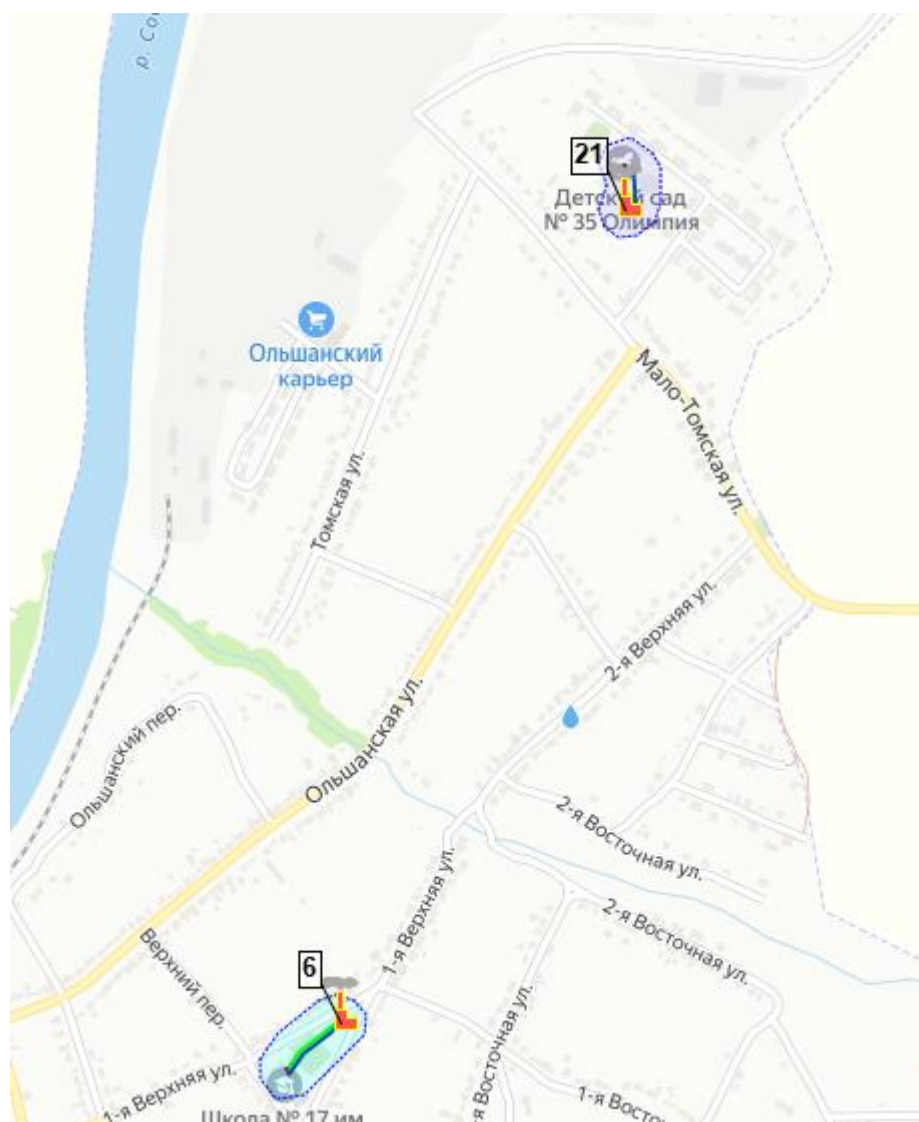 р. Со
21
Детский сад
№ 35 Олимпия
Ольшанский
карьер
Мало-Томская ул.
Томская ул.
2-я Верхняя ул.
Ольшанский пер.
Ольшанская ул.
2-я Восточная ул.
1-я Верхняя ул.
2-я Восточная ул.
Верхний пер.
6
-я Восточная ул.
1-я Верхняя ул.
1-я Восточ
Школа № 17 им